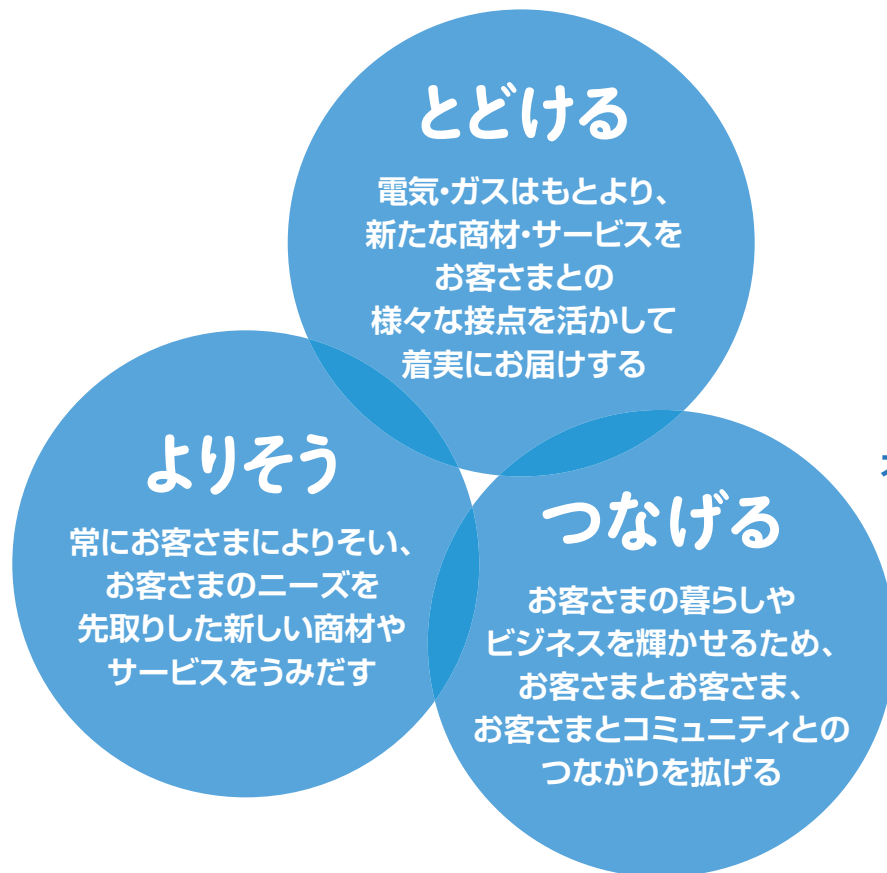 とどける
電気・ガスはもとより、
新たな商材・サービスを
お客さまとの
様々な接点を活かして
着実にお届けする
よりそう
常にお客さまによりそい、
お客さまのニーズを
先取りした新しい商材や
サービスをうみだす
つなげる
お客さまの暮らしや
ビジネスを輝かせるため、
お客さまとお客さま、
お客さまとコミュニティとの
つながりを拡げる